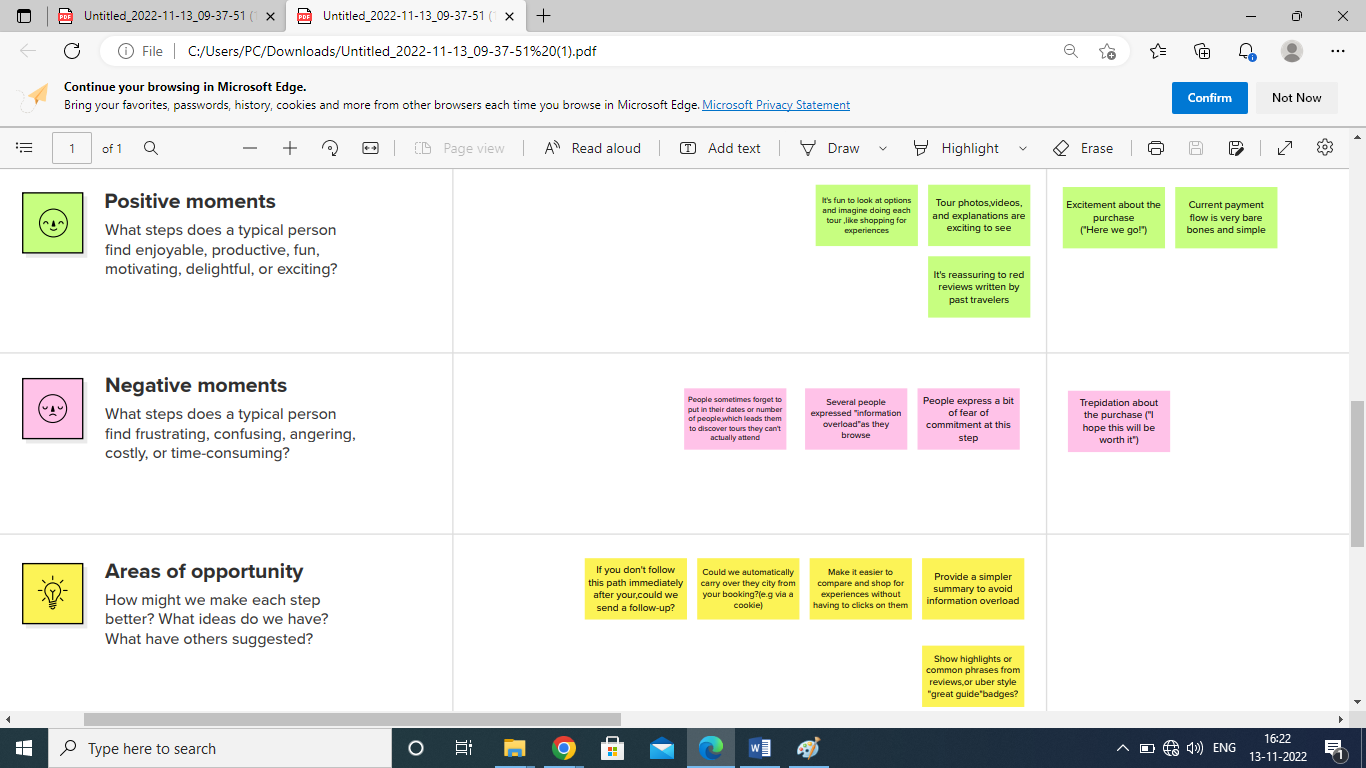 Untitled_2022-11-13_09-37-51 (
Untitled_2022-11-13_09-37-51 (
File
C:/Users/PC/Downloads/Untitled_2022-11-13_09-37-51%20(1).pdf
Continue your browsing in Microsoft Edge.
Bring your favorites, passwords, history, cookies and more from other browsers each time you browse in Microsoft Edge. Microsoft Privacy Statement
Confirm
Not Now
1
of 1
Page view
Read aloud
Add text
Draw
Highlight
Erase
Positive moments
What steps does a typical person
find enjoyable, productive, fun,
motivating, delightful, or exciting?
It's fun to look at options
and imagine doing each
tour ,like shopping for
experiences
Tour photos,videos,
and explanations are
exciting to see
It's reassuring to red
reviews written by
past travelers
Excitement about the
purchase
("Here we go!")
Current payment
flow is very bare
bones and simple
Negative moments
What steps does a typical person
find frustrating, confusing, angering,
costly, or time-consuming?
People sometimes forget to
put in their dates or number
of people,which leads them
to discover tours they can't
actually attend
Several people
expressed "information
overload"as they
browse
People express a bit
of fear of
commitment at this
step
Trepidation about
the purchase ("I
hope this will be
worth it")
Areas of opportunity
How might we make each step
better? What ideas do we have?
What have others suggested?
If you don't follow
this path immediately
after your,could we
send a follow-up?
Could we automatically
carry over they city from
your booking?(e.g via a
cookie)
Make it easier to
compare and shop for
experiences without
having to clicks on them
Provide a simpler
summary to avoid
information overload
Show highlights or
common phrases from
reviews,or uber style
"great guide"badges?
Type here to search
ENG
16:22
13-11-2022
1